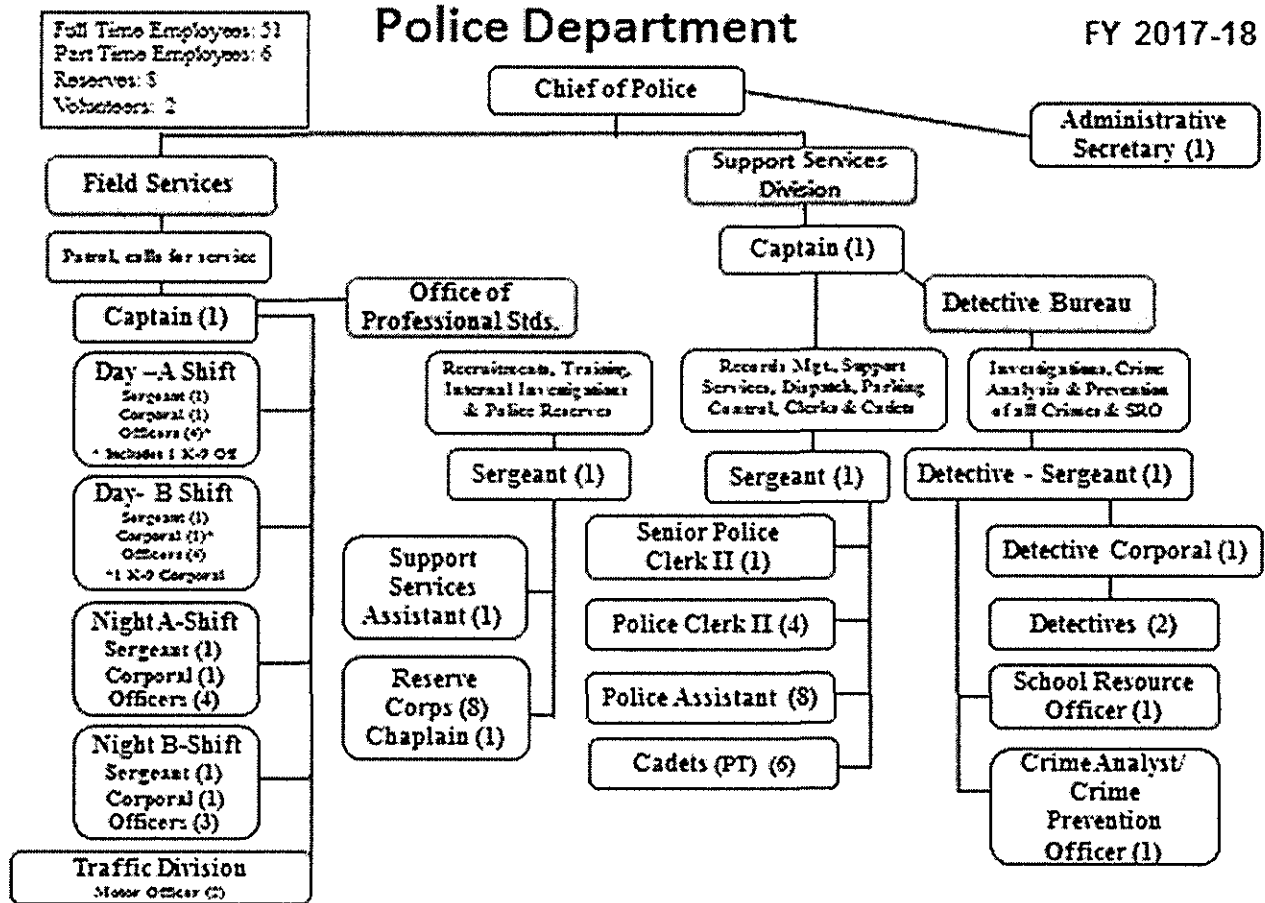 Full Time Employees: 51
Part Time Employees: 6
Reserves: 8
Volunteers: 2
Police Department
FY 2017-18
Chief of Police
Administrative
Secretary (1)
Field Services
Patrol, calls for service
Captain (1)
Office of
Professional Stds.
Day –A Shift
Sergeant (1)
Corporal (1)
Officers (4)*
* Includes 1 K-9 Off
Day- B Shift
Sergeant (1)
Corporal (1)*
Officers (4)
*1 K-9 Corporal
Night A-Shift
Sergeant (1)
Corporal (1)
Officers (4)
Night B-Shift
Sergeant (1)
Corporal (1)
Officers (3)
Traffic Division
Motor Officer (2)
Recruitments, Training,
Internal Investigations
& Police Reserves
Sergeant (1)
Support
Services
Assistant (1)
Reserve
Corps (8)
Chaplain (1)
Support Services
Division
Captain (1)
Records Mgt., Support
Services, Dispatch, Parking
Control, Clerks & Cadets
Sergeant (1)
Senior Police
Clerk II (1)
Police Clerk II (4)
Police Assistant (8)
Cadets (PT) (6)
Detective Bureau
Investigations, Crime
Analysis & Prevention
of all Crimes & SRO
Detective - Sergeant (1)
Detective Corporal (1)
Detectives (2)
School Resource
Officer (1)
Crime Analyst/
Crime
Prevention
Officer (1)